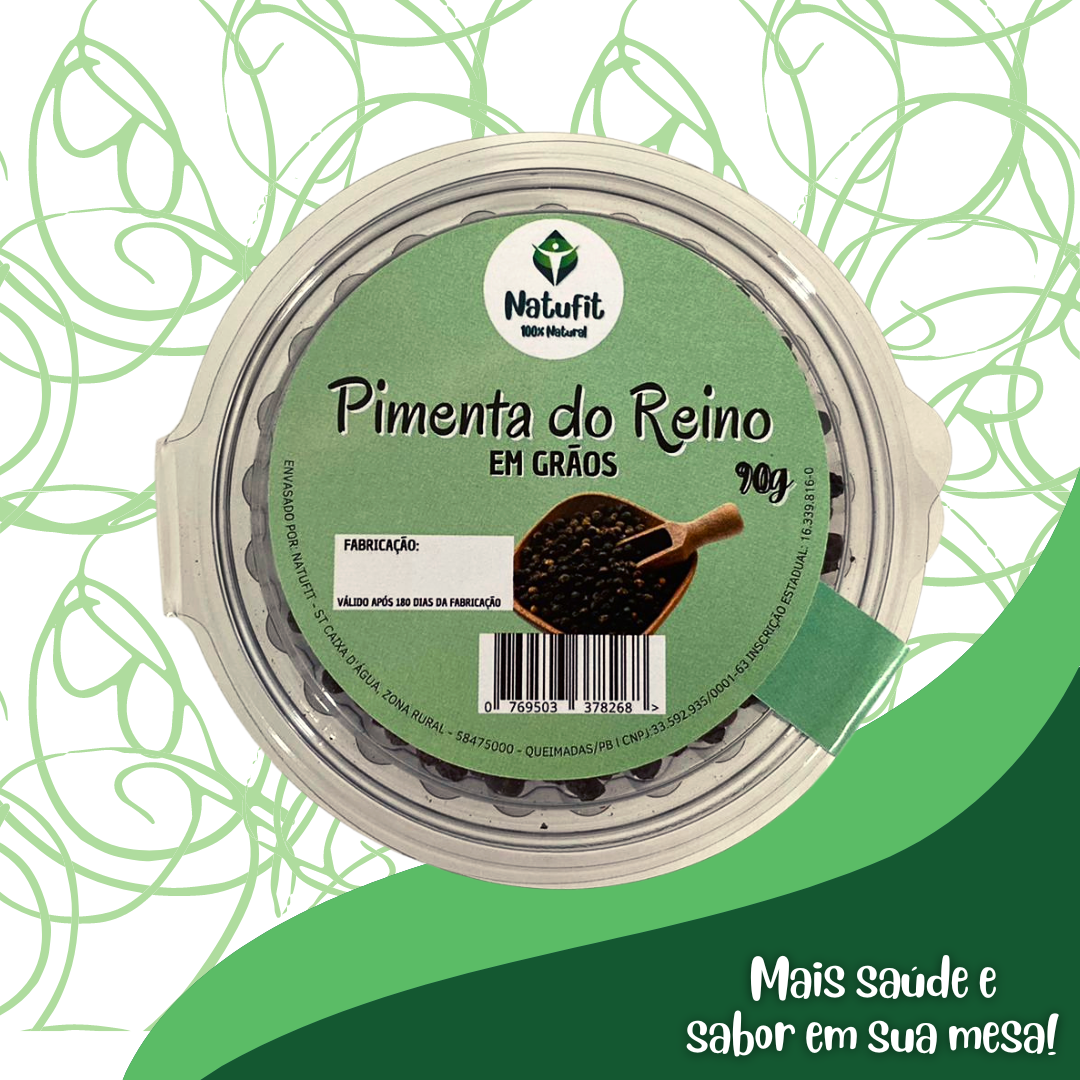 Natufit
100% Natural
Pimenta do Reino
EM GRÃOS
90g
FABRICAÇÃO:
VÁLIDO APÓS 180 DIAS DA FABRICAÇÃO
0 769503 378268 >
ENVASADO POR: NATUFIT - ST CAIXA D'ÁGUA, ZONA RURAL - 58475000 - QUEIMADAS/PB | CNPJ:33.592.935/0001-63 INSCRIÇÃO ESTADUAL: 16.339.816-0
Mais saúde e
sabor em sua mesa!